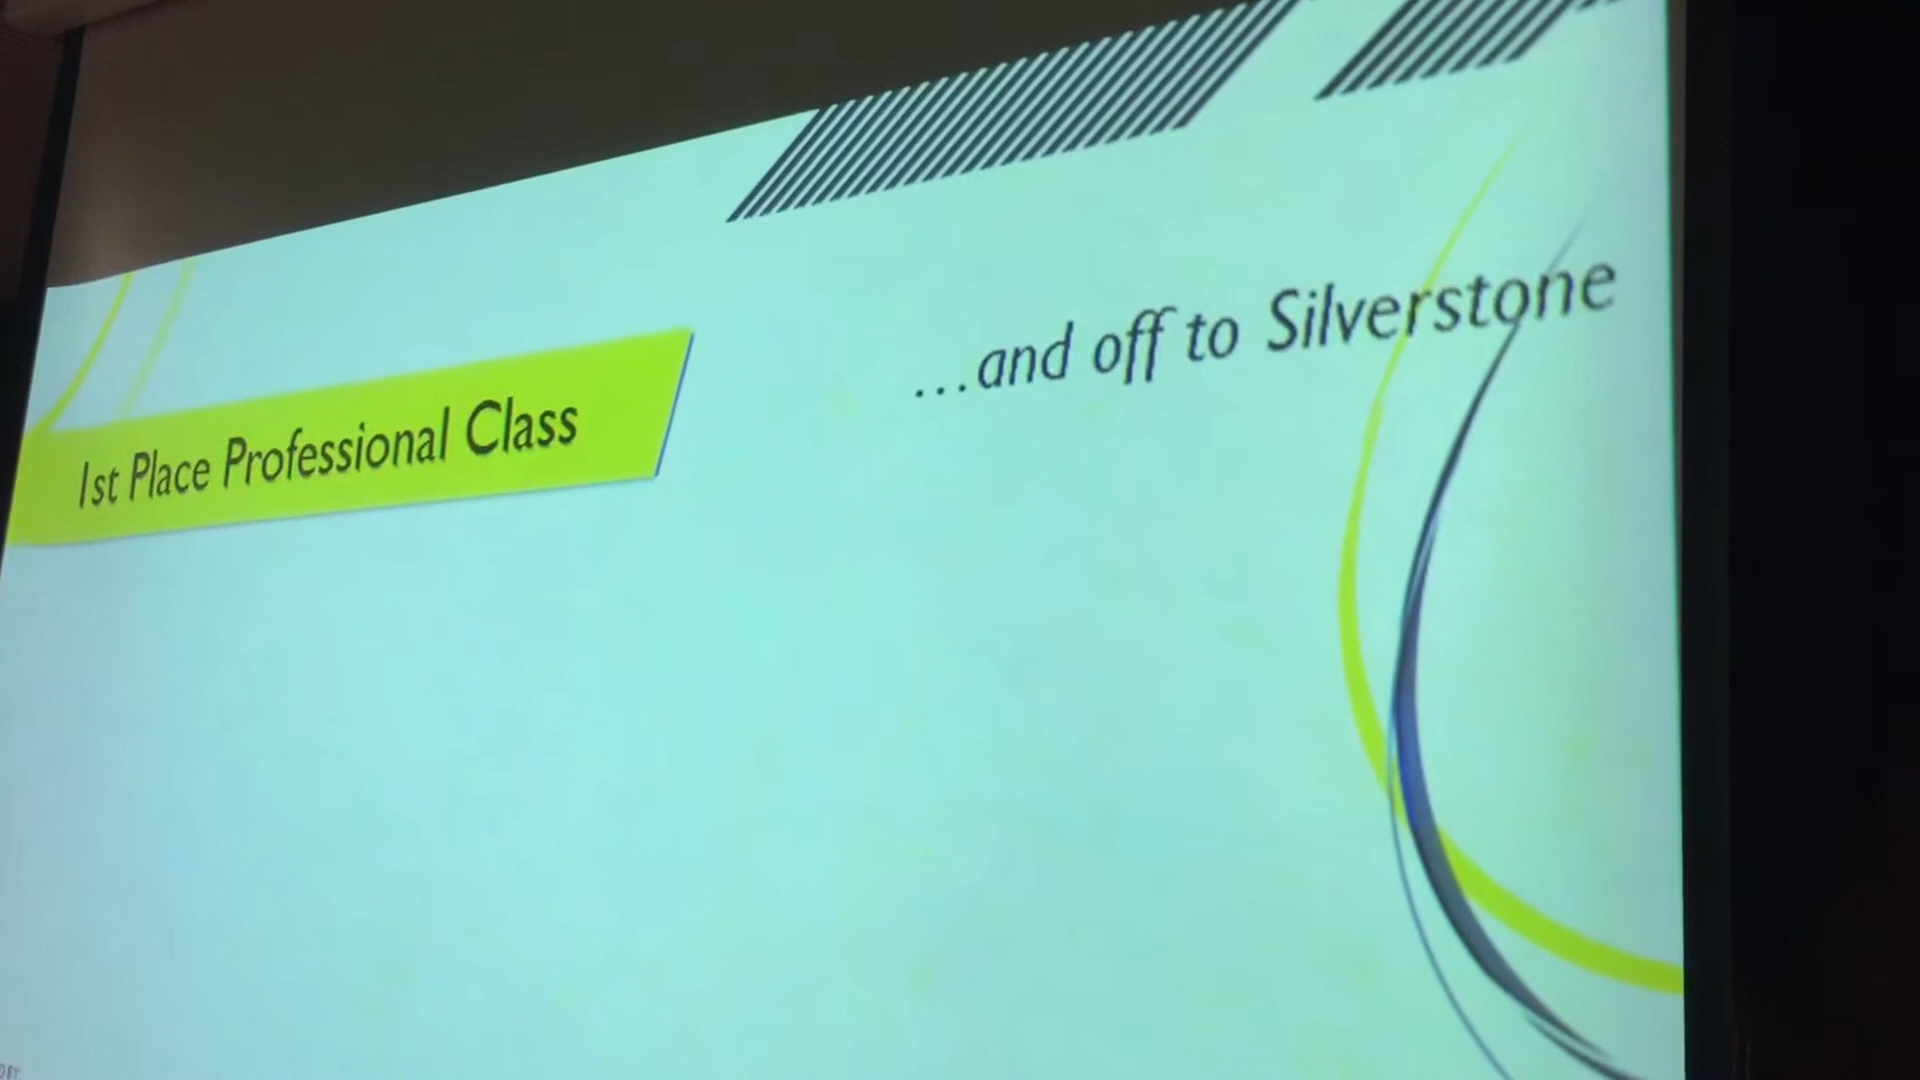 ...and off to Silverstone
1st Place Professional Class